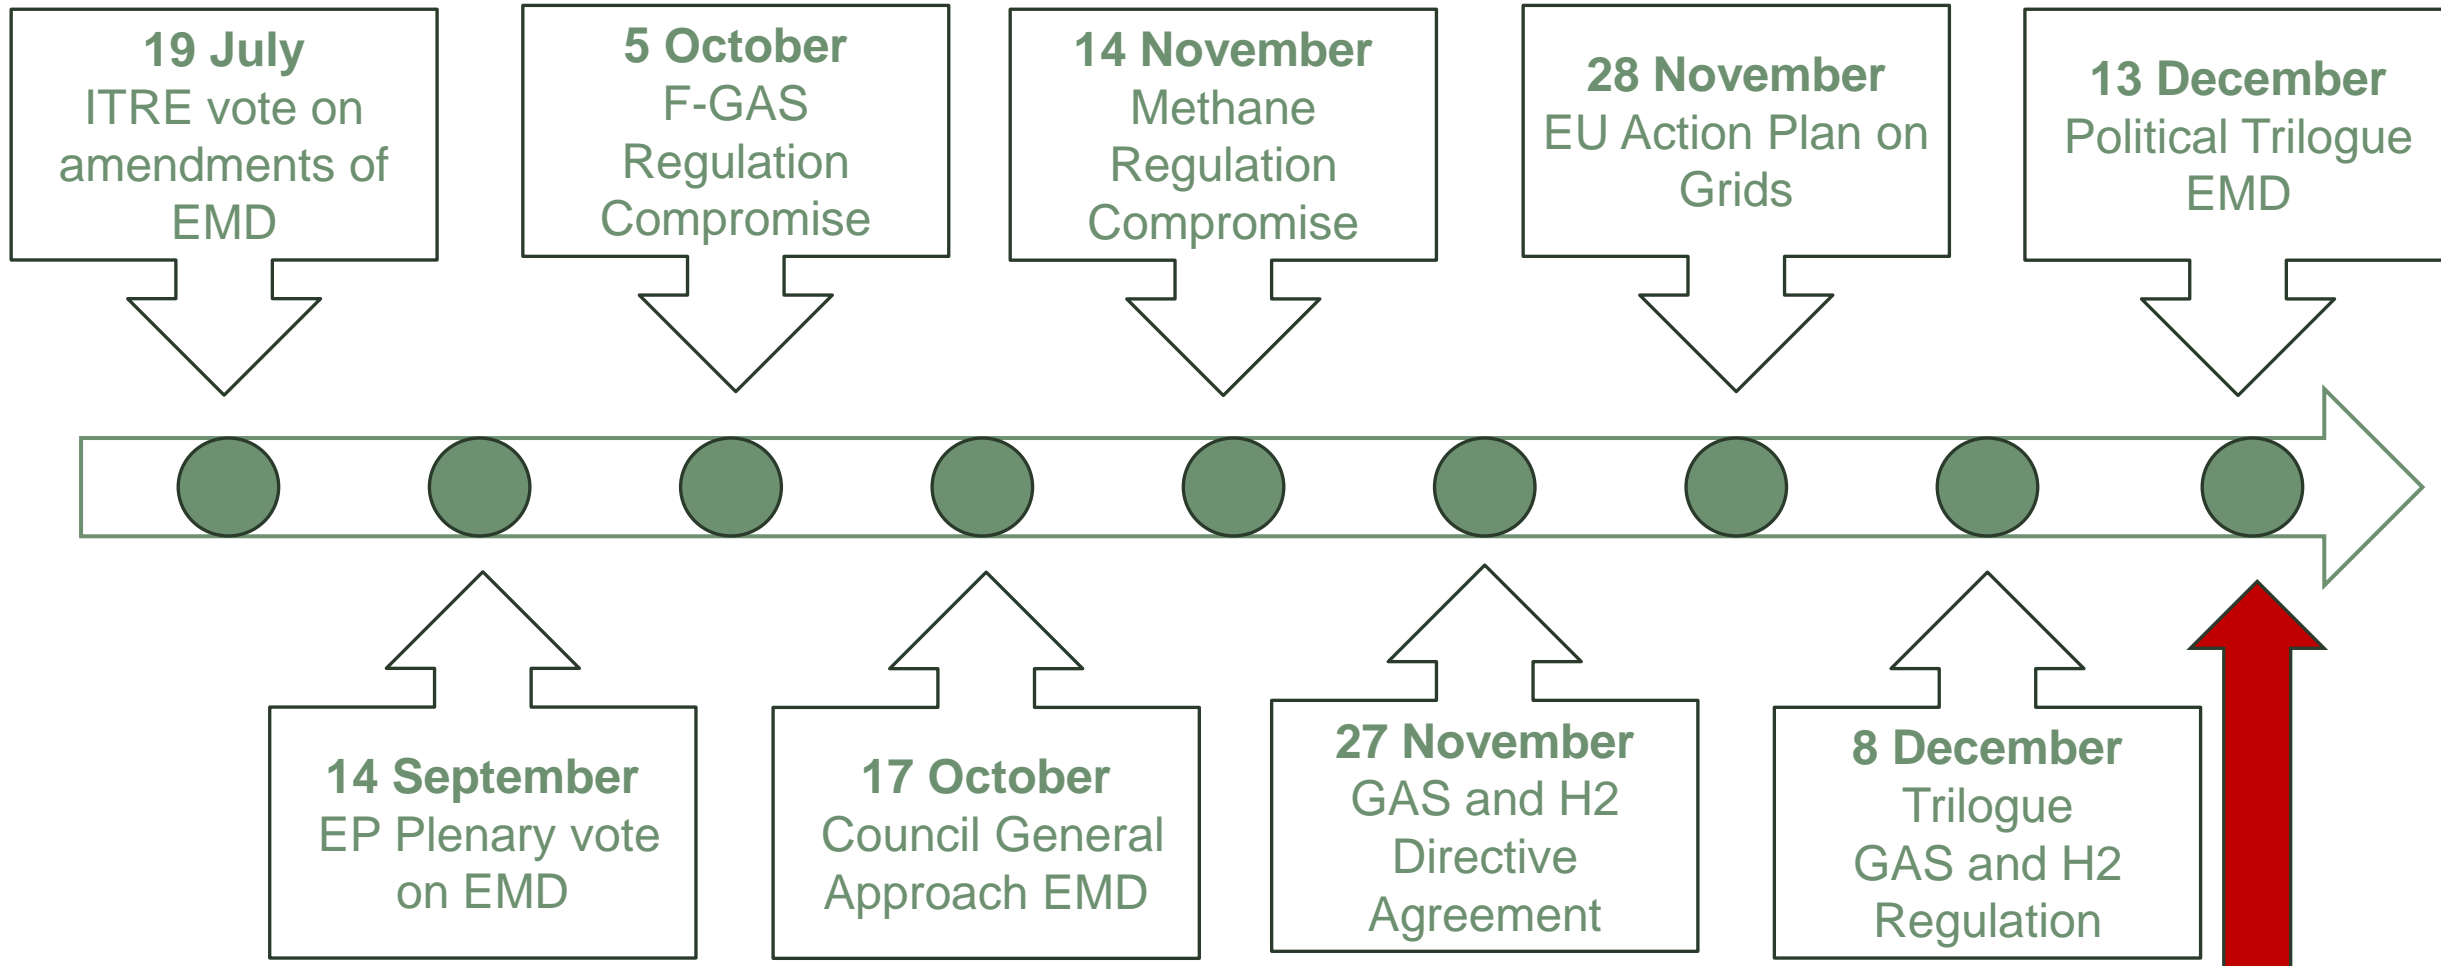 19 July
ITRE vote on
amendments of
EMD
5 October
F-GAS
Regulation
Compromise
14 November
Methane
Regulation
Compromise
28 November
EU Action Plan on
Grids
13 December
Political Trilogue
EMD
14 September
EP Plenary vote
on EMD
17 October
Council General
Approach EMD
27 November
GAS and H2
Directive
Agreement
8 December
Trilogue
GAS and H2
Regulation